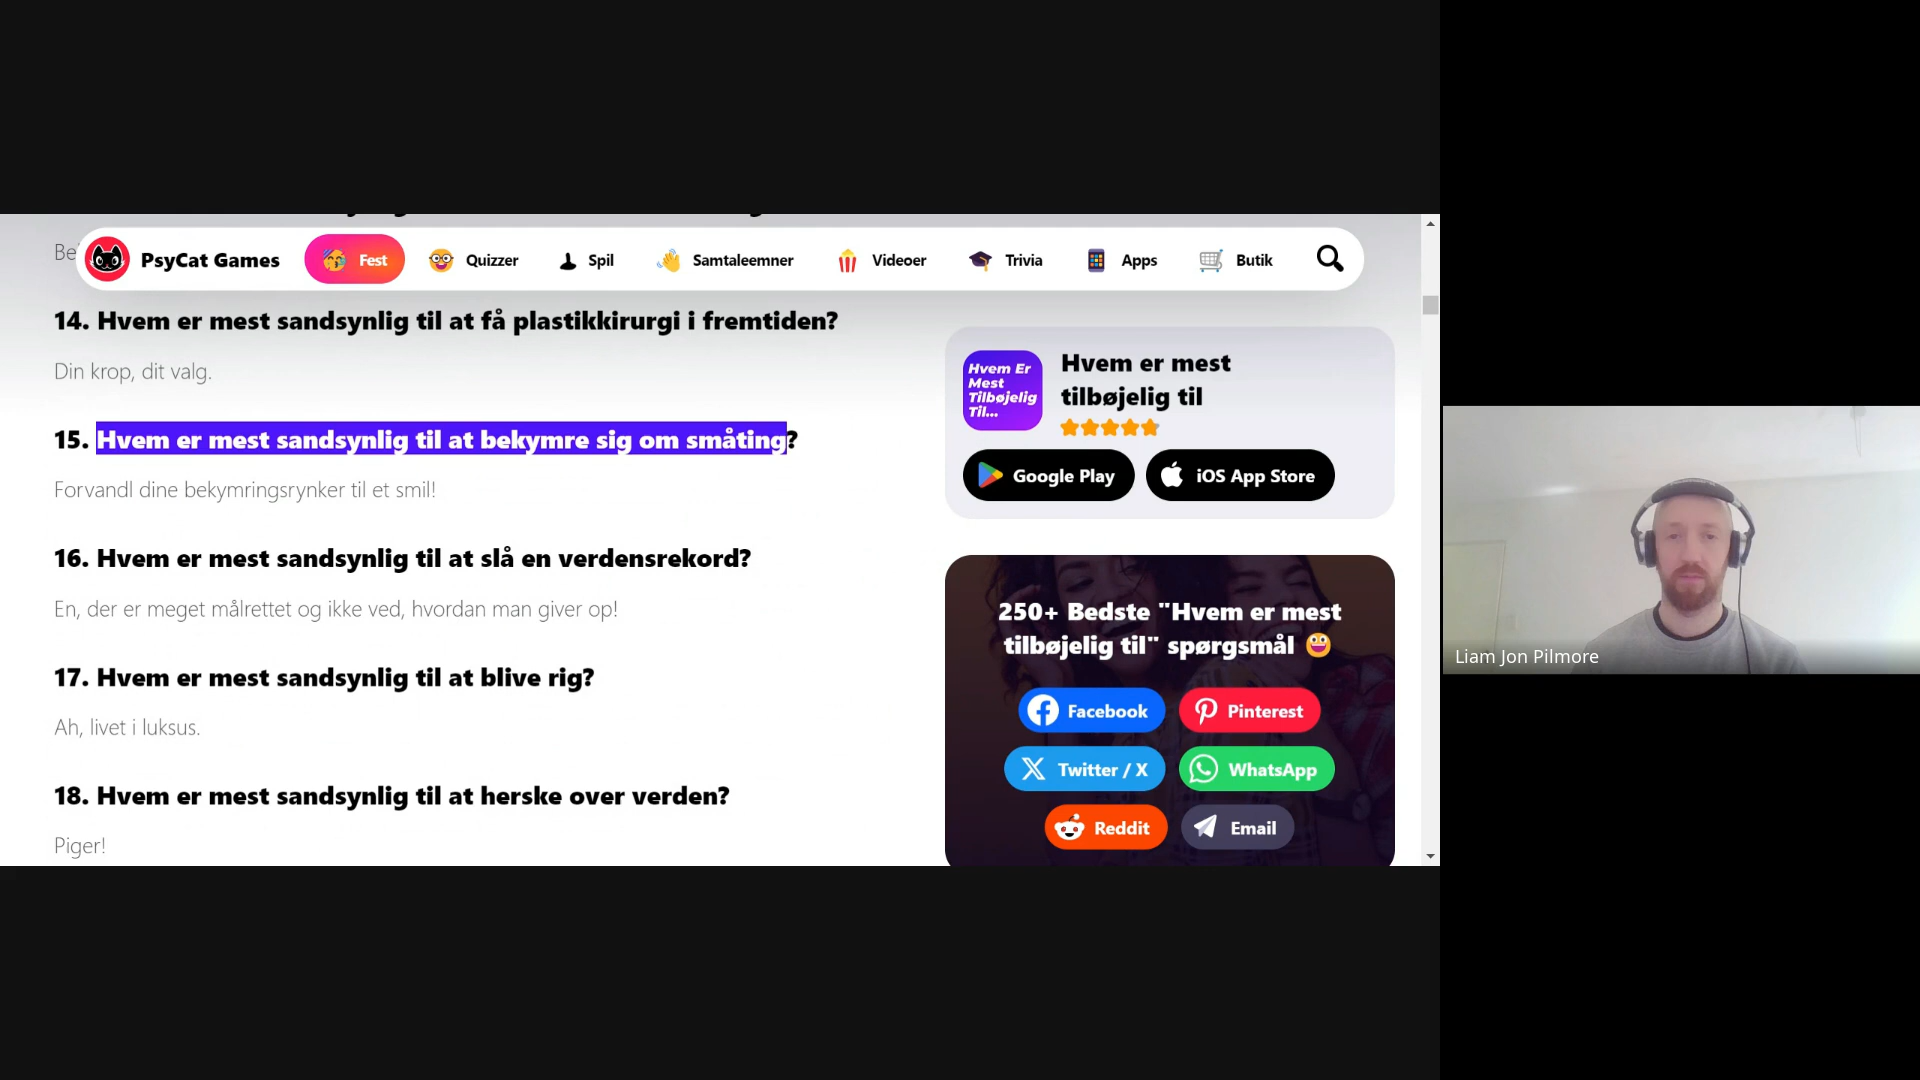 PsyCat Games
Fest
Quizzer
Spil
Samtaleemner
Videoer
Trivia
Apps
Butik
14. Hvem er mest sandsynlig til at få plastikkirurgi i fremtiden?
Din krop, dit valg.
15. Hvem er mest sandsynlig til at bekymre sig om småting?
Forvandl dine bekymringsrynker til et smil!
16. Hvem er mest sandsynlig til at slå en verdensrekord?
En, der er meget målrettet og ikke ved, hvordan man giver op!
17. Hvem er mest sandsynlig til at blive rig?
Ah, livet i luksus.
18. Hvem er mest sandsynlig til at herske over verden?
Piger!
Hvem Er
Mest
Tilbøjelig
Til...
Hvem er mest
tilbøjelig til
Google Play
iOS App Store
250+ Bedste "Hvem er mest
tilbøjelig til" spørgsmål 😀
Facebook
Pinterest
Twitter / X
WhatsApp
Reddit
Email
Liam Jon Pilmore